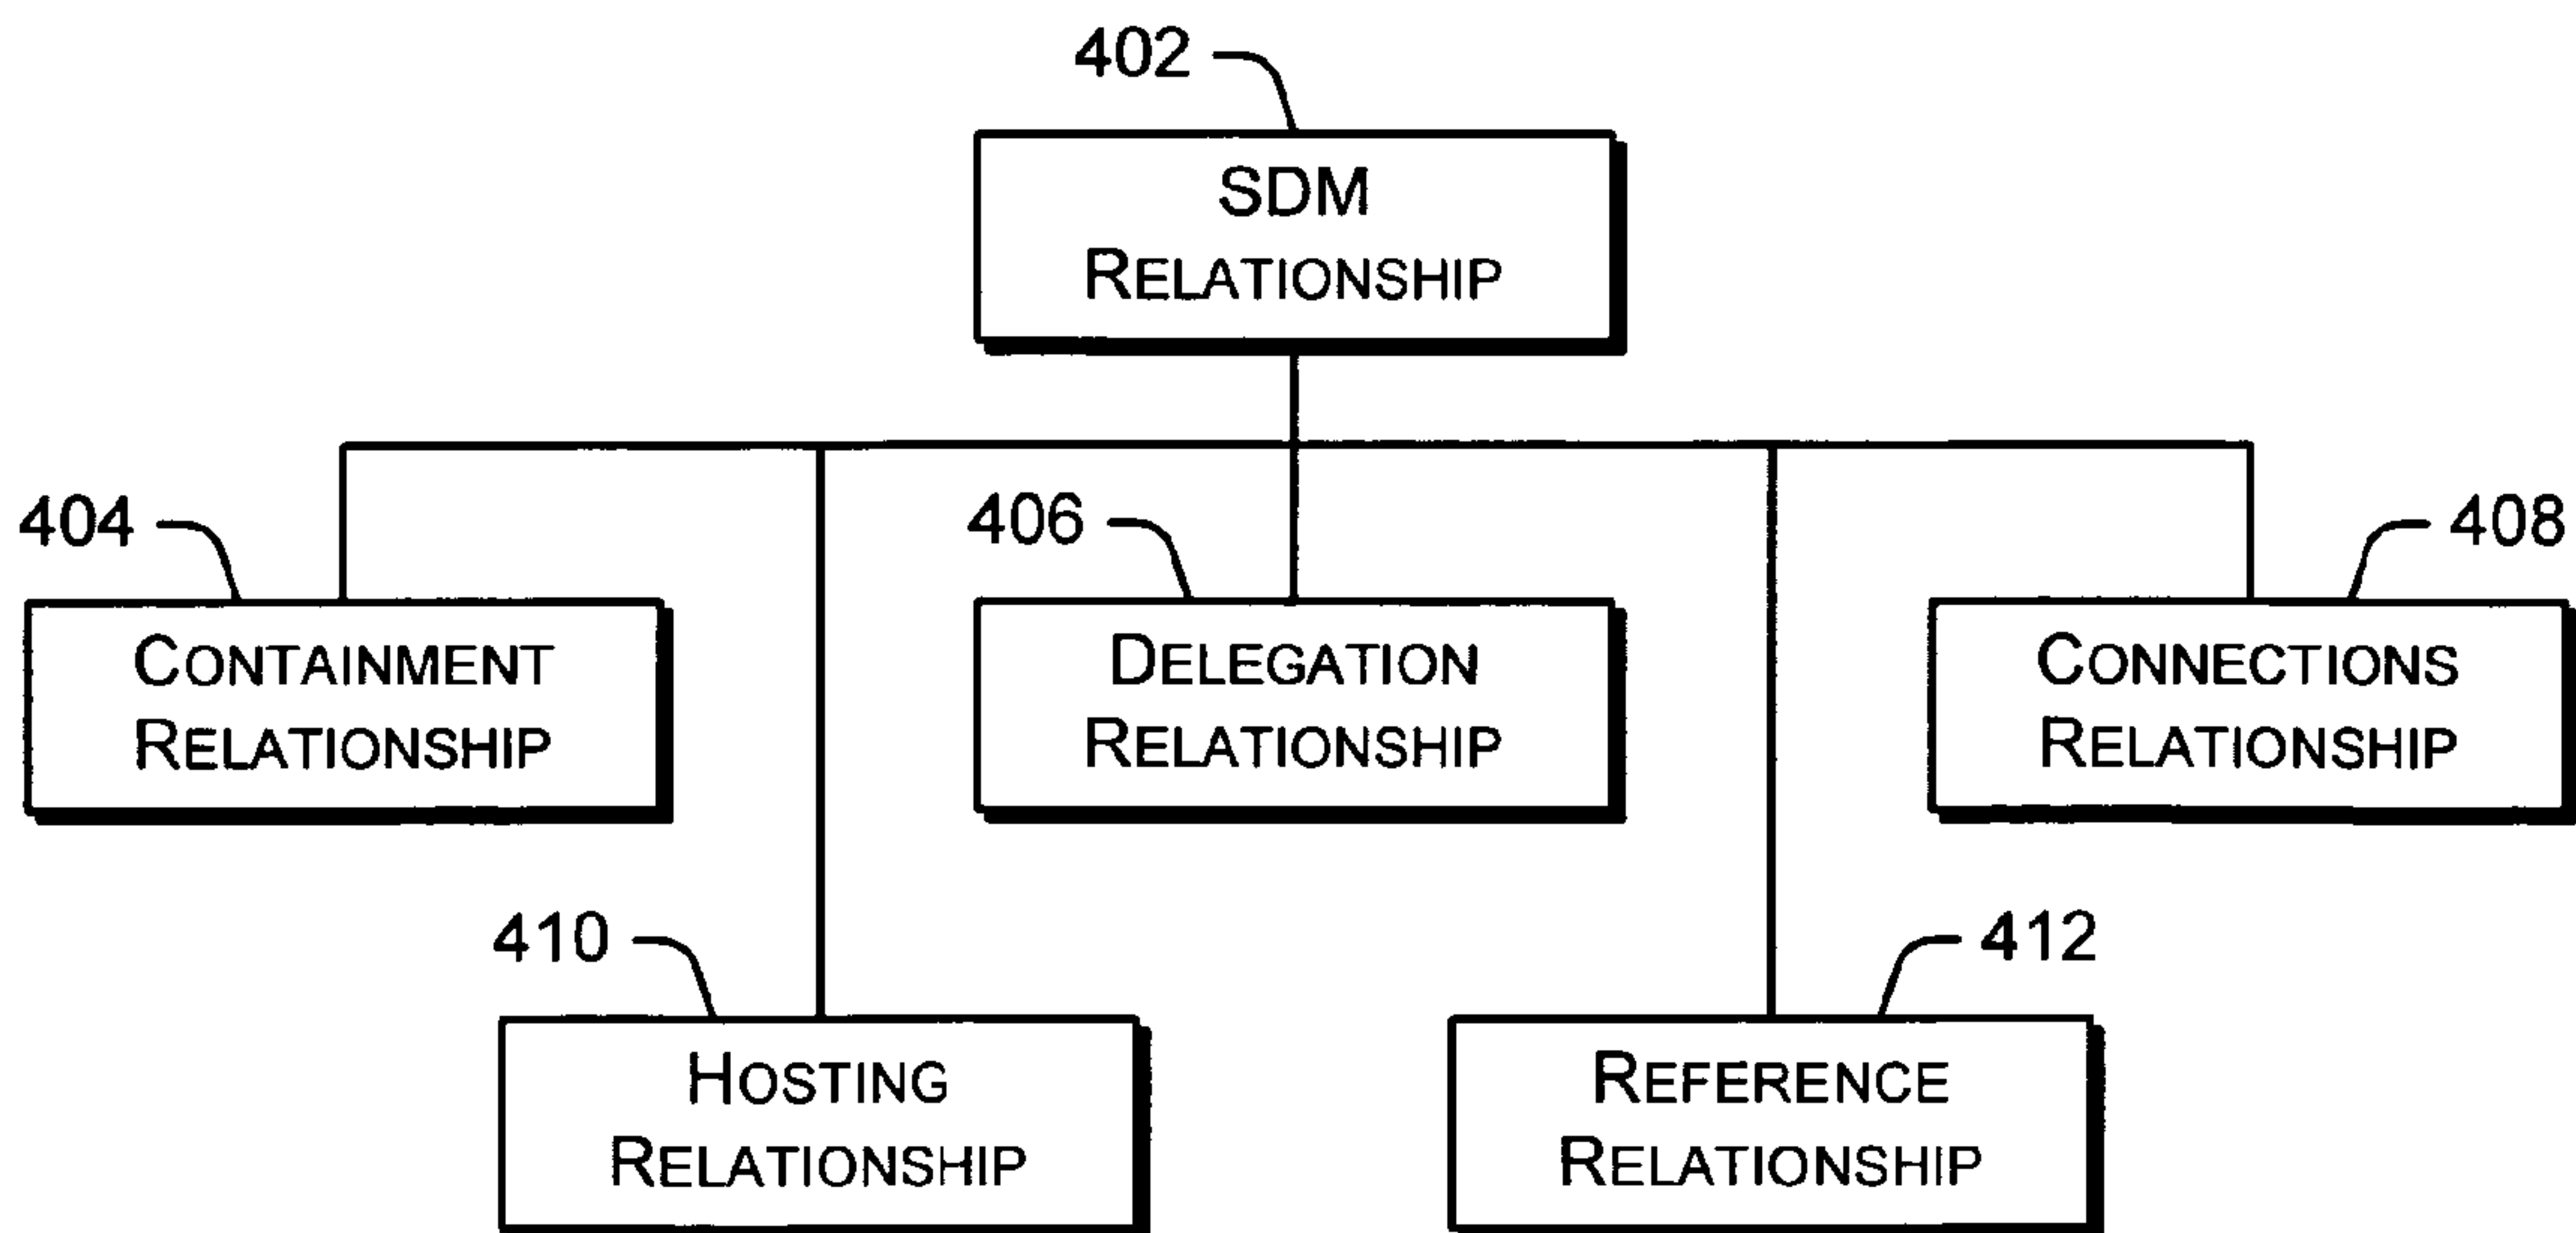 402
SDM
RELATIONSHIP
404
406
408
CONTAINMENT
RELATIONSHIP
DELEGATION
RELATIONSHIP
CONNECTIONS
RELATIONSHIP
410
412
HOSTING
RELATIONSHIP
REFERENCE
RELATIONSHIP